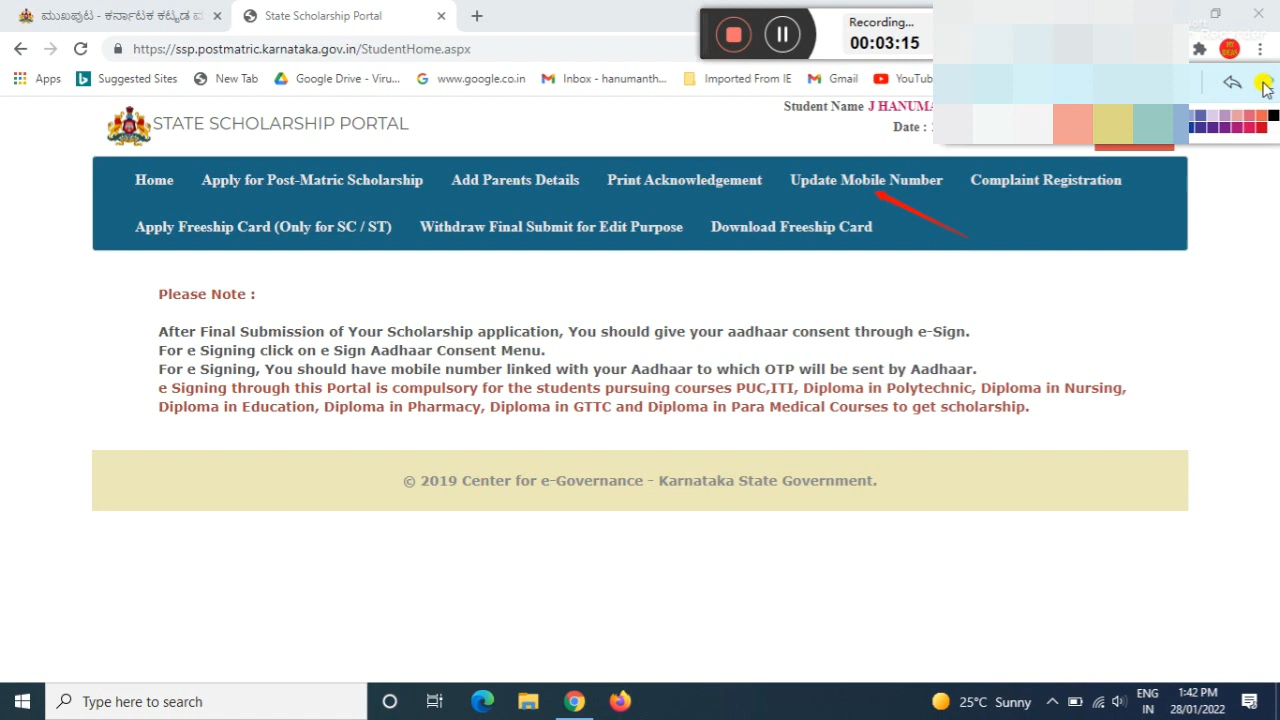 ಮುಖಪುಟ - ಕರ್ನಾಟಕ ಕಟ್ಟಡ ಮ
State Scholarship Portal
Recording...
00:03:15
https://ssp.postmatric.karnataka.gov.in/StudentHome.aspx
Apps
Suggested Sites
New Tab
Google Drive - Viru...
www.google.co.in
Inbox - hanumanth...
Imported From IE
Gmail
YouTub
STATE SCHOLARSHIP PORTAL
Student Name J HANUMA
Date :
Home Apply for Post-Matric Scholarship Add Parents Details Print Acknowledgement Update Mobile Number Complaint Registration
Apply Freeship Card (Only for SC / ST) Withdraw Final Submit for Edit Purpose Download Freeship Card
Please Note :
After Final Submission of Your Scholarship application, You should give your aadhaar consent through e-Sign.
For e Signing click on e Sign Aadhaar Consent Menu.
For e Signing, You should have mobile number linked with your Aadhaar to which OTP will be sent by Aadhaar.
e Signing through this Portal is compulsory for the students pursuing courses PUC,ITI, Diploma in Polytechnic, Diploma in Nursing,
Diploma in Education, Diploma in Pharmacy, Diploma in GTTC and Diploma in Para Medical Courses to get scholarship.
© 2019 Center for e-Governance - Karnataka State Government.
Type here to search
25°C Sunny
ENG
IN
1:42 PM
28/01/2022